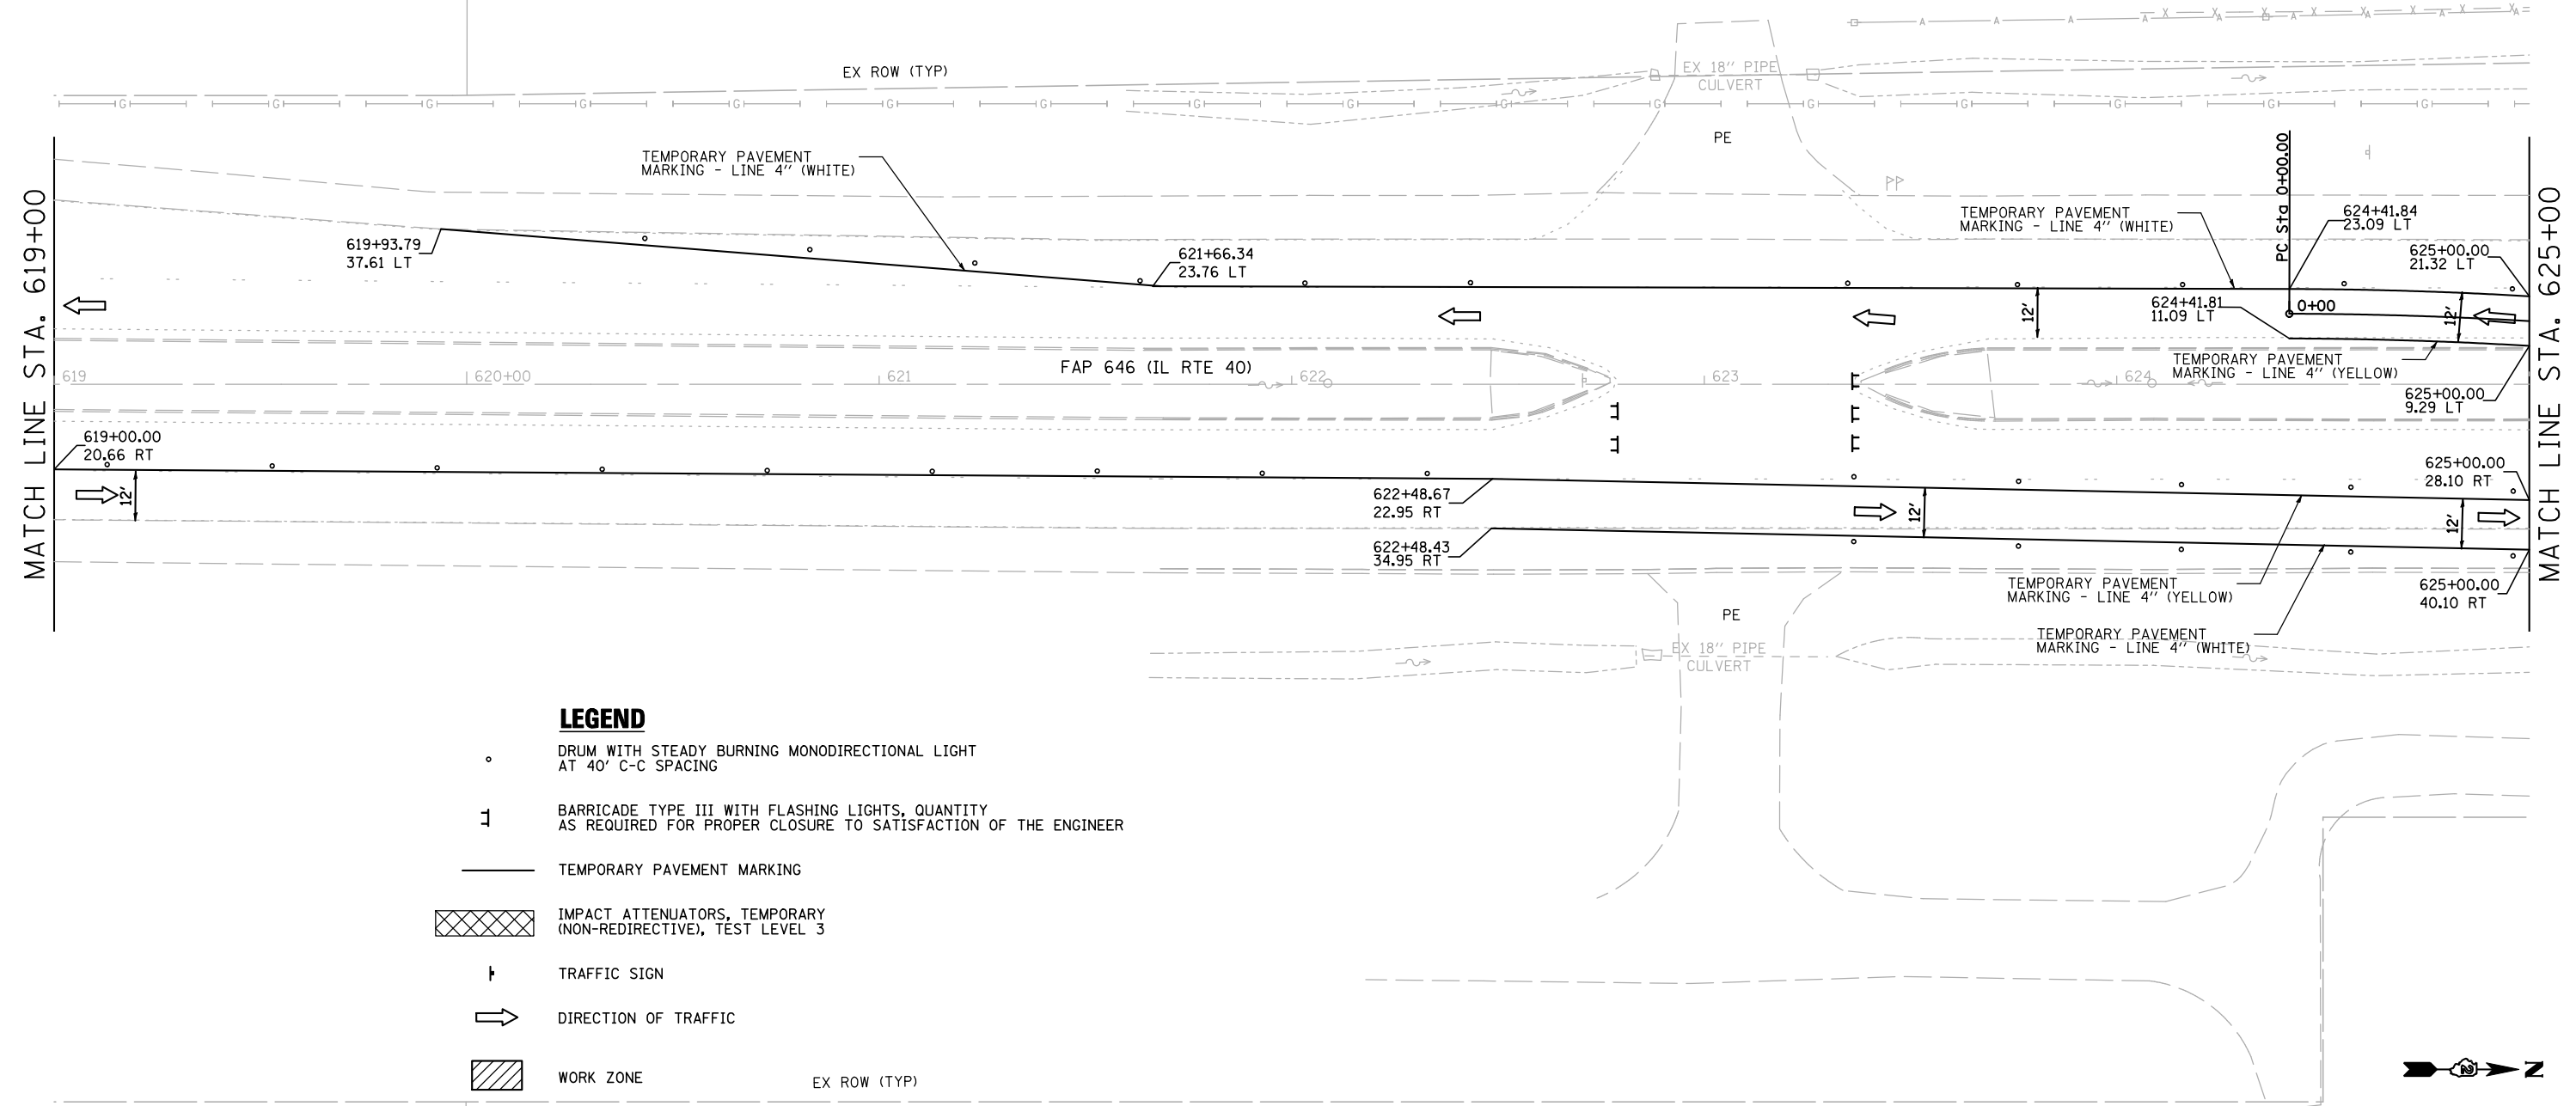 EX ROW (TYP)
EX 18" PIPE
CULVERT
G G G G G G G G G G G G G G G G
A A A A A A A
X X X X X X X X
TEMPORARY PAVEMENT
MARKING - LINE 4" (WHITE)
PE
PP
PC Sta 0+00.00
TEMPORARY PAVEMENT
MARKING - LINE 4" (WHITE)
624+41.84
23.09 LT
619+93.79
37.61 LT
621+66.34
23.76 LT
625+00.00
21.32 LT
624+41.81
11.09 LT
0+00
12'
12'
MATCH LINE STA. 619+00
MATCH LINE STA. 625+00
FAP 646 (IL RTE 40)
TEMPORARY PAVEMENT
MARKING - LINE 4" (YELLOW)
619
620+00
621
622
623
624
625+00.00
9.29 LT
619+00.00
20.66 RT
12'
622+48.67
22.95 RT
625+00.00
28.10 RT
12'
12'
622+48.43
34.95 RT
TEMPORARY PAVEMENT
MARKING - LINE 4" (YELLOW)
625+00.00
40.10 RT
PE
TEMPORARY PAVEMENT
MARKING - LINE 4" (WHITE)
EX 18" PIPE
CULVERT
LEGEND
DRUM WITH STEADY BURNING MONODIRECTIONAL LIGHT
AT 40' C-C SPACING
BARRICADE TYPE III WITH FLASHING LIGHTS, QUANTITY
AS REQUIRED FOR PROPER CLOSURE TO SATISFACTION OF THE ENGINEER
TEMPORARY PAVEMENT MARKING
IMPACT ATTENUATORS, TEMPORARY
(NON-REDIRECTIVE), TEST LEVEL 3
TRAFFIC SIGN
DIRECTION OF TRAFFIC
WORK ZONE
EX ROW (TYP)
2
N